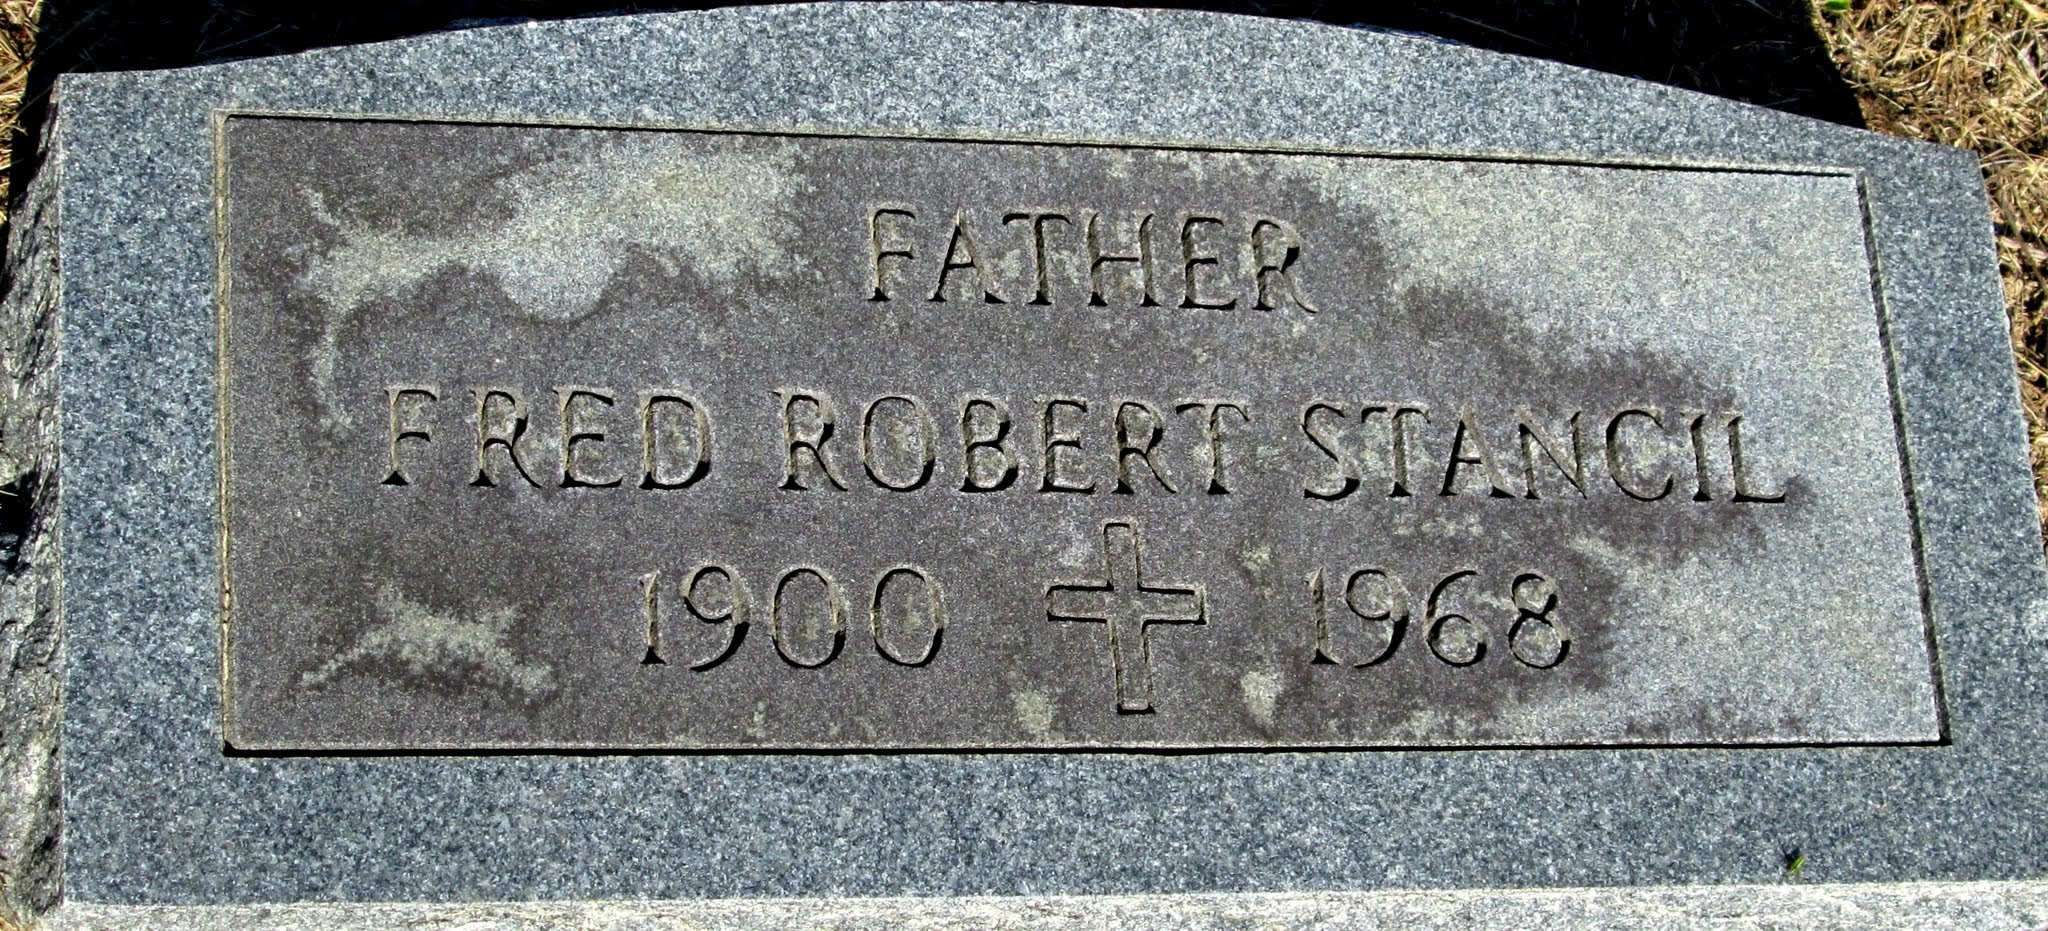 FATHER
FRED ROBERT STANCIL
1900 1968